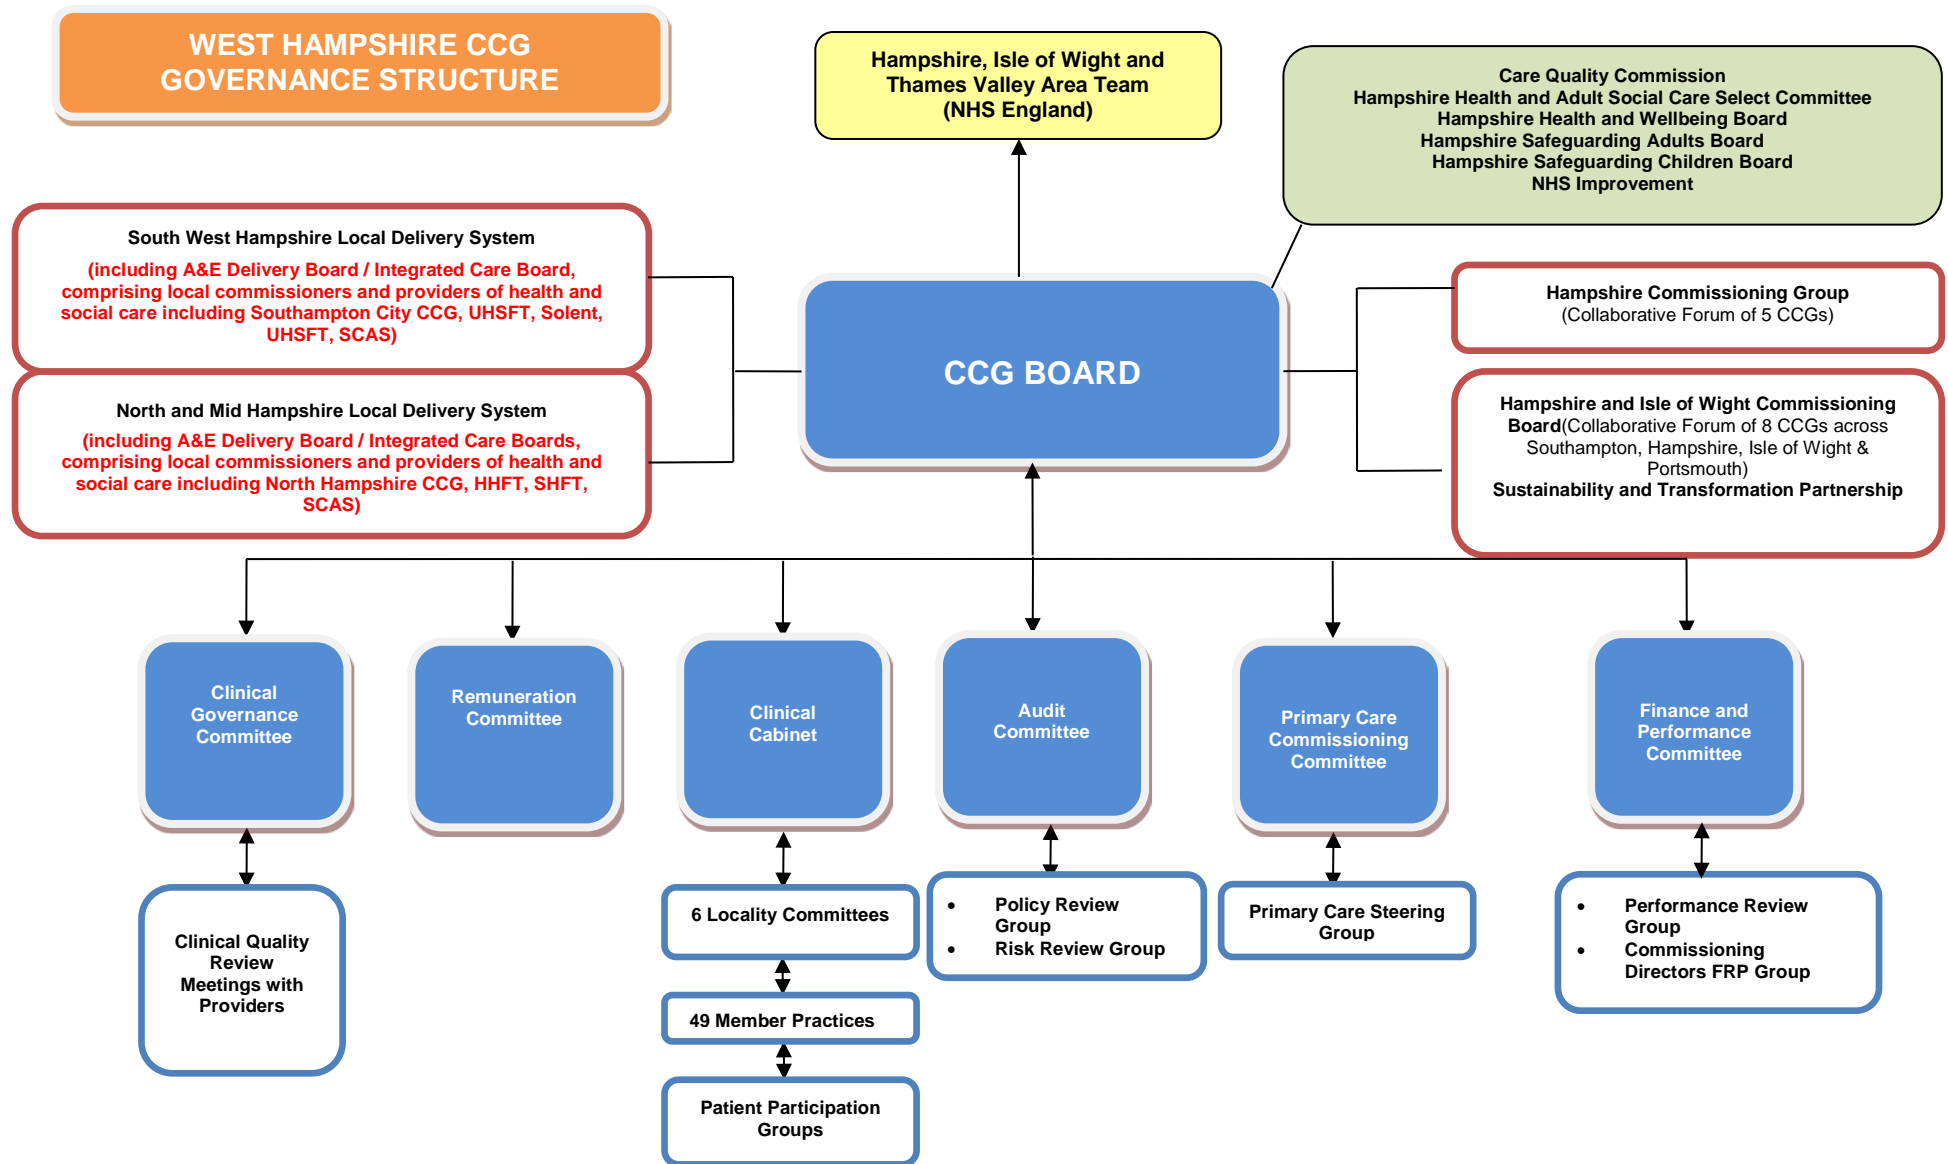 WEST HAMPSHIRE CCG
GOVERNANCE STRUCTURE
Hampshire, Isle of Wight and
Thames Valley Area Team
(NHS England)
Care Quality Commission
Hampshire Health and Adult Social Care Select Committee
Hampshire Health and Wellbeing Board
Hampshire Safeguarding Adults Board
Hampshire Safeguarding Children Board
NHS Improvement
South West Hampshire Local Delivery System
(including A&E Delivery Board / Integrated Care Board,
comprising local commissioners and providers of health and
social care including Southampton City CCG, UHSFT, Solent,
UHSFT, SCAS)
North and Mid Hampshire Local Delivery System
(including A&E Delivery Board / Integrated Care Boards,
comprising local commissioners and providers of health and
social care including North Hampshire CCG, HHFT, SHFT,
SCAS)
CCG BOARD
Hampshire Commissioning Group
(Collaborative Forum of 5 CCGs)
Hampshire and Isle of Wight Commissioning
Board(Collaborative Forum of 8 CCGs across
Southampton, Hampshire, Isle of Wight &
Portsmouth)
Sustainability and Transformation Partnership
Clinical
Governance
Committee
Remuneration
Committee
Clinical
Cabinet
Audit
Committee
Primary Care
Commissioning
Committee
Finance and
Performance
Committee
Clinical Quality
Review
Meetings with
Providers
6 Locality Committees
49 Member Practices
Patient Participation
Groups
• Policy Review
Group
• Risk Review Group
Primary Care Steering
Group
• Performance Review
Group
• Commissioning
Directors FRP Group